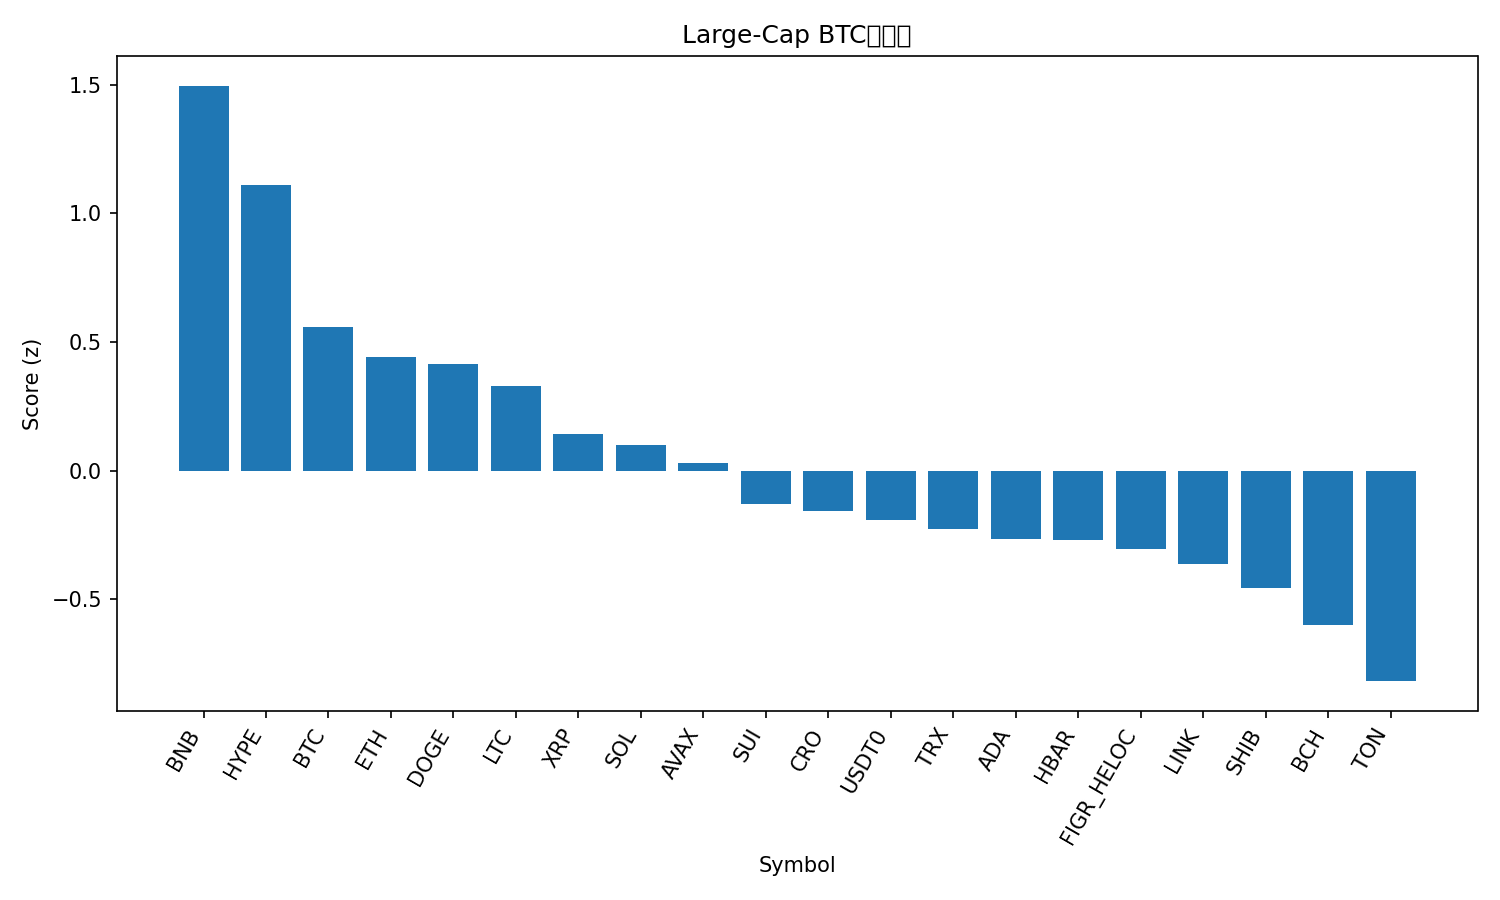 Large-Cap BTC
1.5
1.0
0.5
0.0
−0.5
Score (z)
BNB
HYPE
BTC
ETH
DOGE
LTC
XRP
SOL
AVAX
SUI
CRO
USDT0
TRX
ADA
HBAR
FIGR_HELOC
LINK
SHIB
BCH
TON
Symbol